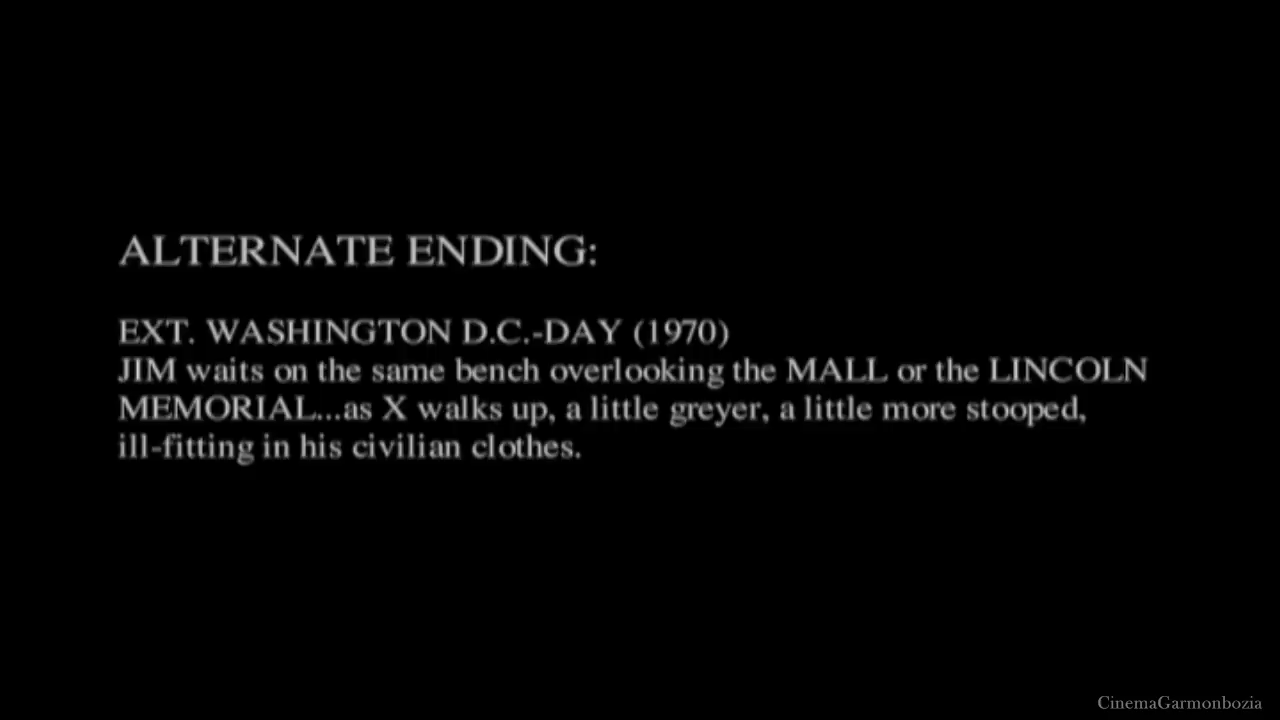 ALTERNATE ENDING:
EXT. WASHINGTON D.C.-DAY (1970)
JIM waits on the same bench overlooking the MALL or the LINCOLN
MEMORIAL...as X walks up, a little greyer, a little more stooped,
ill-fitting in his civilian clothes.
CinemaGarmonbozia